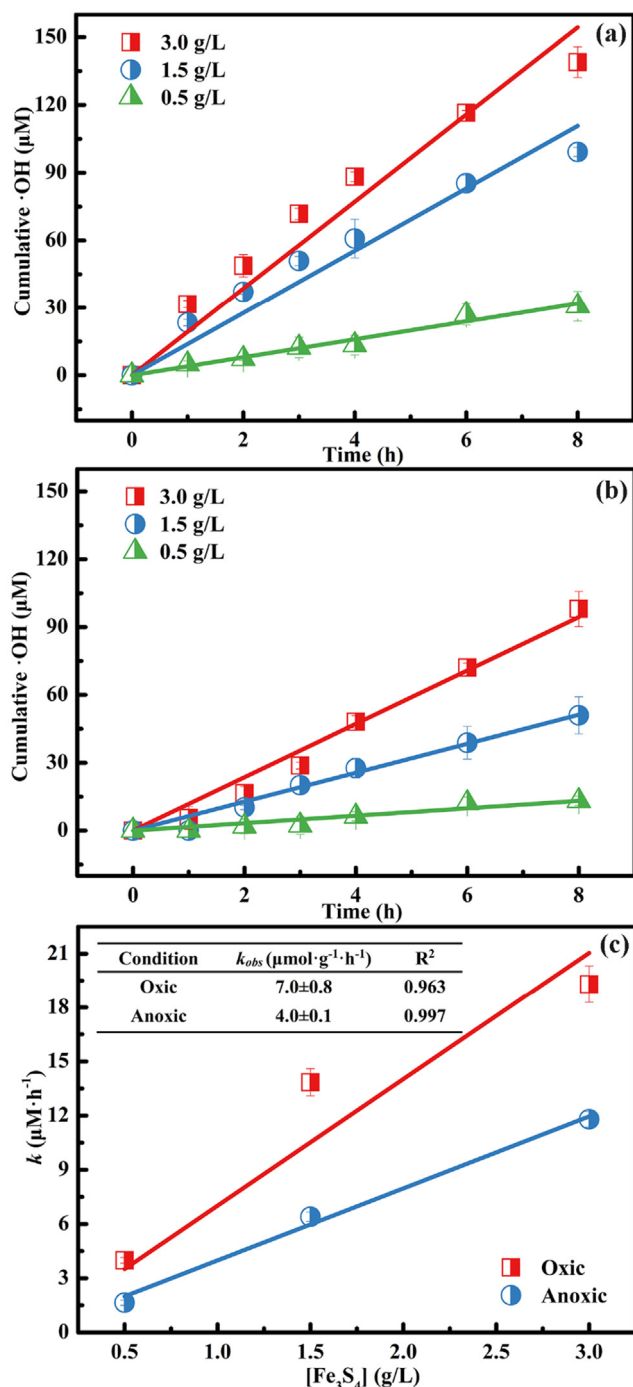 (a)
3.0 g/L
1.5 g/L
0.5 g/L
150
120
90
60
30
0
Cumulative ·OH (μM)
0 2 4 6 8
Time (h)
(b)
3.0 g/L
1.5 g/L
0.5 g/L
150
120
90
60
30
0
Cumulative ·OH (μM)
0 2 4 6 8
Time (h)
(c)
Condition k_obs (μmol·g⁻¹·h⁻¹) R²
Oxic 7.0±0.8 0.963
Anoxic 4.0±0.1 0.997
21
18
15
12
9
6
3
0
k (μM·h⁻¹)
Oxic
Anoxic
0.5 1.0 1.5 2.0 2.5 3.0
[Fe₃S₄] (g/L)